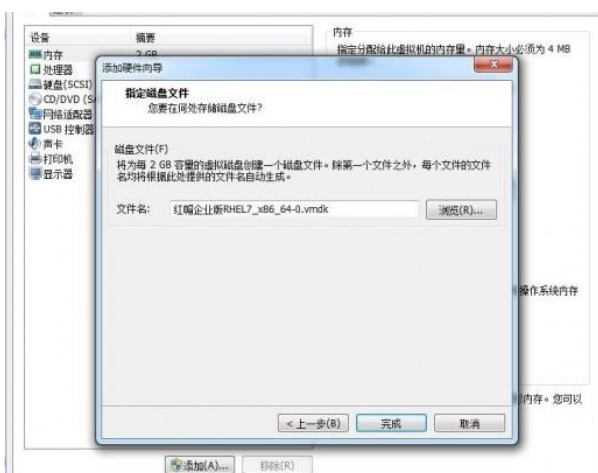 设备
摘要
内存
2 GB
处理器
硬盘(SCSI)
CD/DVD (SA
网络适配器
USB 控制器
声卡
打印机
显示器
内存
指定分配给此虚拟机的内存量。内存大小必须为 4 MB
添加硬件向导
指定磁盘文件
您要在何处存储磁盘文件?
磁盘文件(F)
将为每 2 GB 容量的虚拟磁盘创建一个磁盘文件。除第一个文件之外，每个文件的文件
名均将根据此处提供的文件名自动生成。
文件名:
红帽企业版RHEL7_x86_64-0.vmdk
浏览(R)...
操作系统内存
内存。您可以
< 上一步(B)
完成
取消
添加(A)...
移除(R)